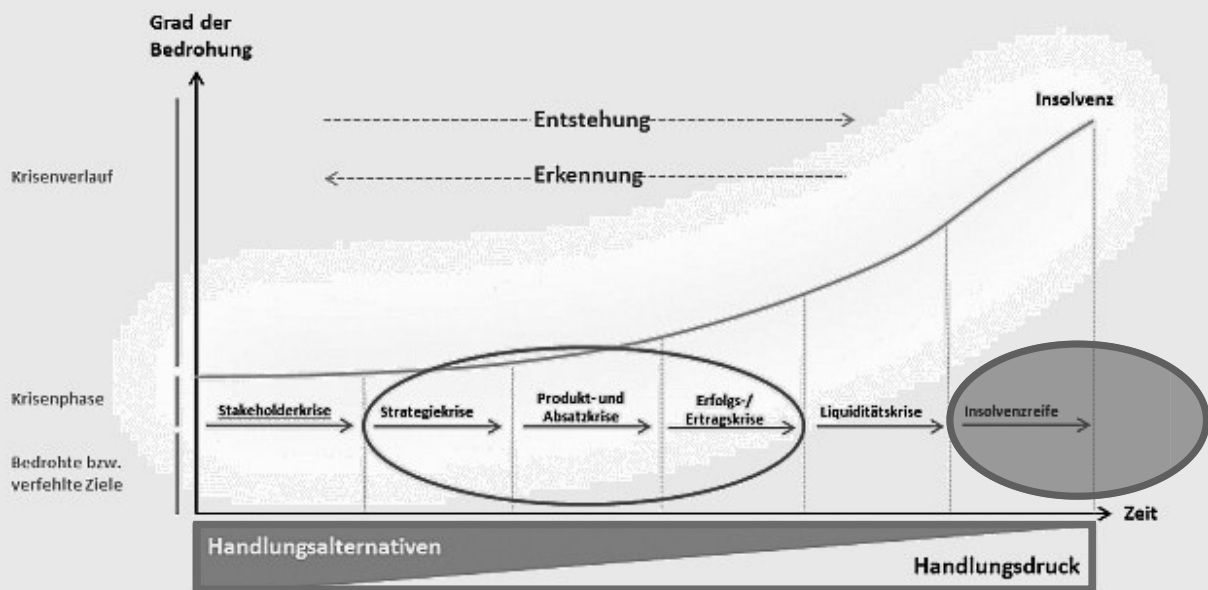 Grad der
Bedrohung
Insolvenz
Entstehung
Krisenverlauf
Erkennung
Krisenphase
Stakeholderkrise
Strategiekrise
Produkt- und
Absatzkrise
Erfolgs-/
Ertragskrise
Liquiditätskrise
Insolvenzreife
Bedrohte bzw.
verfehlte Ziele
Zeit
Handlungsalternativen
Handlungsdruck